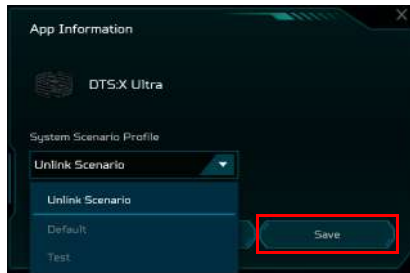 App Information
DTS:X Ultra
System Scenario Profile
Unlink Scenario
Unlink Scenario
Default
Save
Test